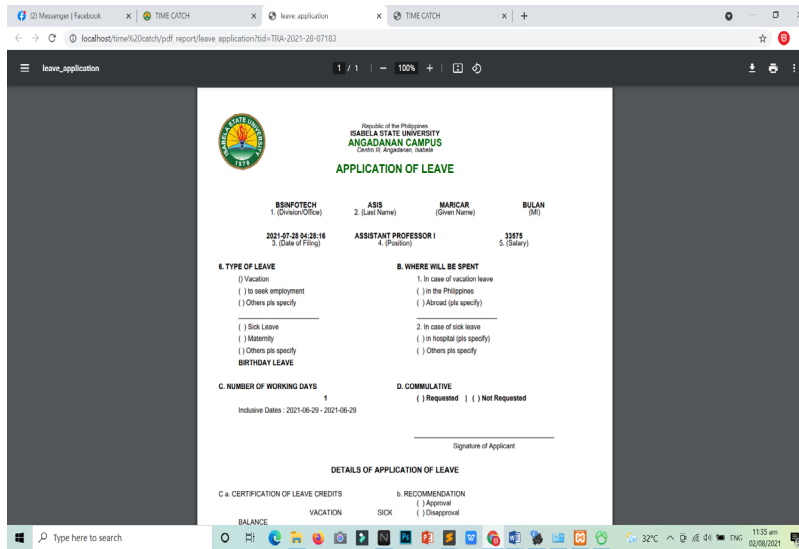 (2) Messenger | Facebook
TIME CATCH
leave_application
TIME CATCH
localhost/time%20catch/pdf_report/leave_application?tid=TRA-2021-28-07183
leave_application
1 / 1
100%
ISABELA STATE UNIVERSITY
1978
Republic of the Philippines
ISABELA STATE UNIVERSITY
ANGADANAN CAMPUS
Centro III, Angadanan, Isabela
APPLICATION OF LEAVE
BSINFOTECH ASIS MARICAR BULAN
1. (Division/Office) 2. (Last Name) (Given Name) (MI)
2021-07-28 04:28:16 ASSISTANT PROFESSOR I 33575
3. (Date of Filing) 4. (Position) 5. (Salary)
6. TYPE OF LEAVE B. WHERE WILL BE SPENT
() Vacation 1. In case of vacation leave
( ) to seek employment ( ) in the Philippines
( ) Others pls specify ( ) Abroad (pls specify)
( ) Sick Leave 2. In case of sick leave
( ) Maternity ( ) in hospital (pls specify)
( ) Others pls specify ( ) Others pls specify
BIRTHDAY LEAVE
C. NUMBER OF WORKING DAYS D. COMMULATIVE
1 ( ) Requested | ( ) Not Requested
Inclusive Dates : 2021-06-29 - 2021-06-29
Signature of Applicant
DETAILS OF APPLICATION OF LEAVE
C a. CERTIFICATION OF LEAVE CREDITS b. RECOMMENDATION
( ) Approval
VACATION SICK ( ) Disapproval
BALANCE
Type here to search
32°C
ENG
11:35 am
02/08/2021